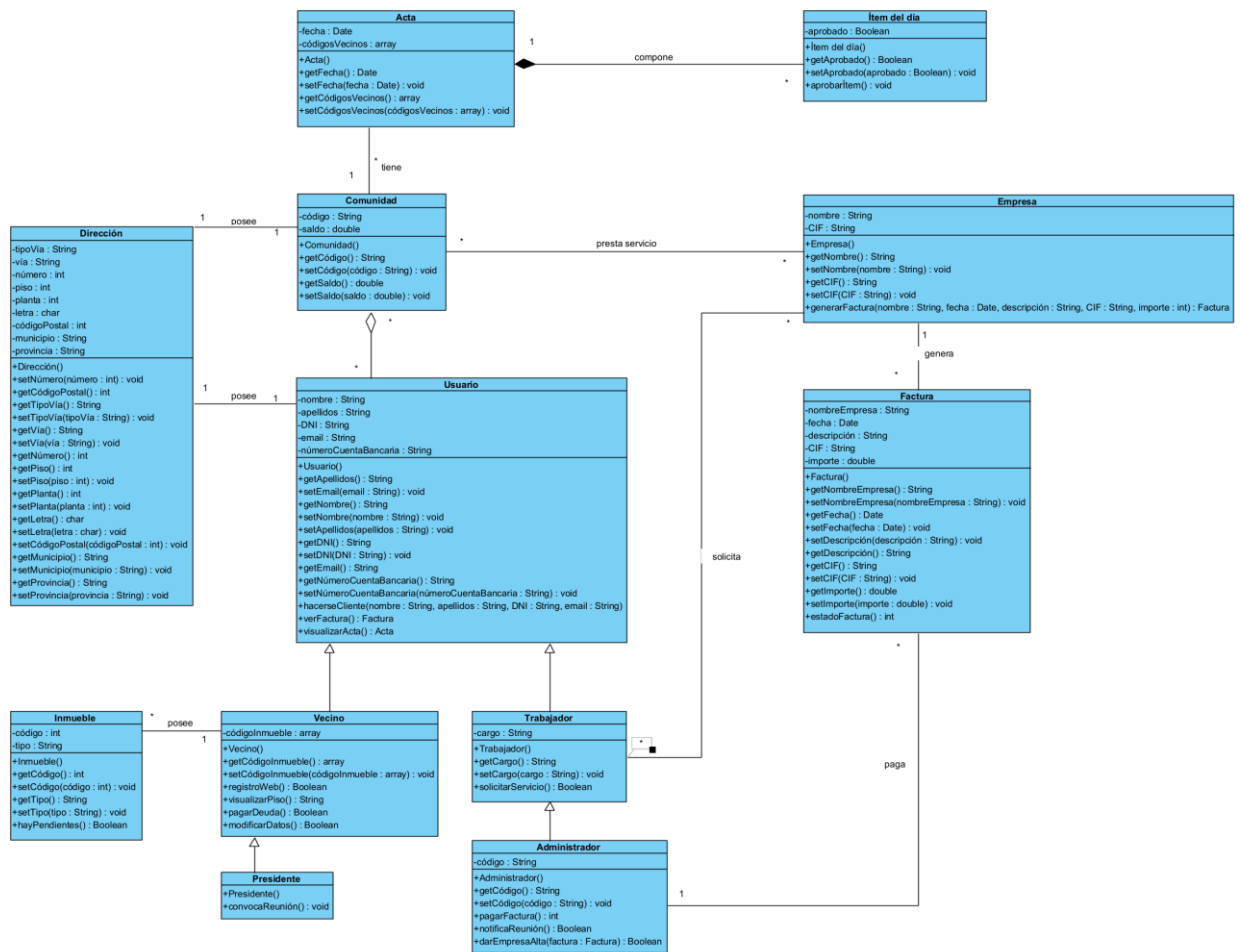 Acta
-fecha : Date
-códigosVecinos : array
+Acta()
+getFecha() : Date
+setFecha(fecha : Date) : void
+getCódigosVecinos() : array
+setCódigosVecinos(códigosVecinos : array) : void
1
compone
*
Ítem del día
-aprobado : Boolean
+Ítem del día()
+getAprobado() : Boolean
+setAprobado(aprobado : Boolean) : void
+aprobarÍtem() : void
*
tiene
1
Comunidad
-código : String
-saldo : double
+Comunidad()
+getCódigo() : String
+setCódigo(código : String) : void
+getSaldo() : double
+setSaldo(saldo : double) : void
1
posee
1
*
presta servicio
*
Empresa
-nombre : String
-CIF : String
+Empresa()
+getNombre() : String
+setNombre(nombre : String) : void
+getCIF() : String
+setCIF(CIF : String) : void
+generarFactura(nombre : String, fecha : Date, descripción : String, CIF : String, importe : int) : Factura
Dirección
-tipoVía : String
-vía : String
-número : int
-piso : int
-planta : int
-letra : char
-códigoPostal : int
-municipio : String
-provincia : String
+Dirección()
+setNúmero(número : int) : void
+getCódigoPostal() : int
+getTipoVía() : String
+setTipoVía(tipoVía : String) : void
+getVía() : String
+setVía(vía : String) : void
+getNúmero() : int
+getPiso() : int
+setPiso(piso : int) : void
+getPlanta() : int
+setPlanta(planta : int) : void
+getLetra() : char
+setLetra(letra : char) : void
+setCódigoPostal(códigoPostal : int) : void
+getMunicipio() : String
+setMunicipio(municipio : String) : void
+getProvincia() : String
+setProvincia(provincia : String) : void
*
*
1
posee
1
Usuario
-nombre : String
-apellidos : String
-DNI : String
-email : String
-númeroCuentaBancaria : String
+Usuario()
+getApellidos() : String
+setEmail(email : String) : void
+getNombre() : String
+setNombre(nombre : String) : void
+setApellidos(apellidos : String) : void
+getDNI() : String
+setDNI(DNI : String) : void
+getEmail() : String
+getNúmeroCuentaBancaria() : String
+setNúmeroCuentaBancaria(númeroCuentaBancaria : String) : void
+hacerseCliente(nombre : String, apellidos : String, DNI : String, email : String)
+verFactura() : Factura
+visualizarActa() : Acta
*
solicita
*
1
genera
*
Factura
-nombreEmpresa : String
-fecha : Date
-descripción : String
-CIF : String
-importe : double
+Factura()
+getNombreEmpresa() : String
+setNombreEmpresa(nombreEmpresa : String) : void
+getFecha() : Date
+setFecha(fecha : Date) : void
+setDescripción(descripción : String) : void
+getDescripción() : String
+getCIF() : String
+setCIF(CIF : String) : void
+getImporte() : double
+setImporte(importe : double) : void
+estadoFactura() : int
*
paga
1
Inmueble
-código : int
-tipo : String
+Inmueble()
+getCódigo() : int
+setCódigo(código : int) : void
+getTipo() : String
+setTipo(tipo : String) : void
+hayPendientes() : Boolean
*
posee
1
Vecino
-códigoInmueble : array
+Vecino()
+getCódigoInmueble() : array
+setCódigoInmueble(códigoInmueble : array) : void
+registroWeb() : Boolean
+visualizarPiso() : String
+pagarDeuda() : Boolean
+modificarDatos() : Boolean
Trabajador
-cargo : String
+Trabajador()
+getCargo() : String
+setCargo(cargo : String) : void
+solicitarServicio() : Boolean
Presidente
+Presidente()
+convocaReunión() : void
Administrador
-código : String
+Administrador()
+getCódigo() : String
+setCódigo(código : String) : void
+pagarFactura() : int
+notificaReunión() : Boolean
+darEmpresaAlta(factura : Factura) : Boolean